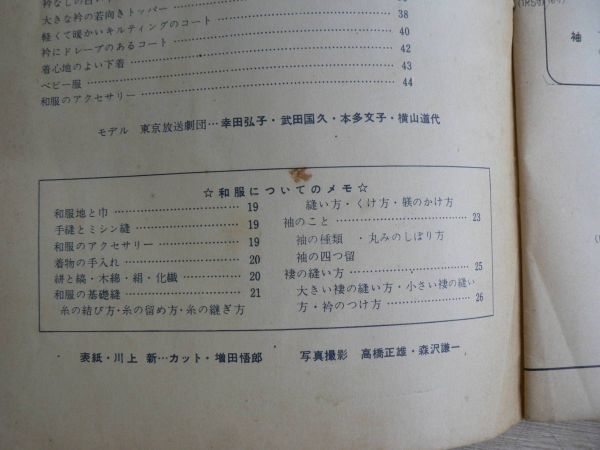 大きな衿の若向きトッパー…………38
軽くて暖かいキルティングのコート…………40
衿にドレープのあるコート…………42
着心地のよい下着…………43
ベビー服…………44
和服のアクセサリー
モデル　東京放送劇団…幸田弘子・武田国久・本多文子・横山道代
☆和服についてのメモ☆
和服地と巾…………19
手縫とミシン縫…………19
和服のアクセサリー…………19
着物の手入れ…………20
絣と縞・木綿・絹・化繊…………20
和服の基礎縫…………21
糸の結び方・糸の留め方・糸の継ぎ方
縫い方・くけ方・躾のかけ方
袖のこと…………23
袖の種類　・丸みのしぼり方
袖の四つ留
褄の縫い方…………25
大きい褄の縫い方・小さい褄の縫い
方・衿のつけ方…………26
表紙・川上　新…カット・増田悟郎　　写真撮影　高橋正雄・森沢謙一
袖